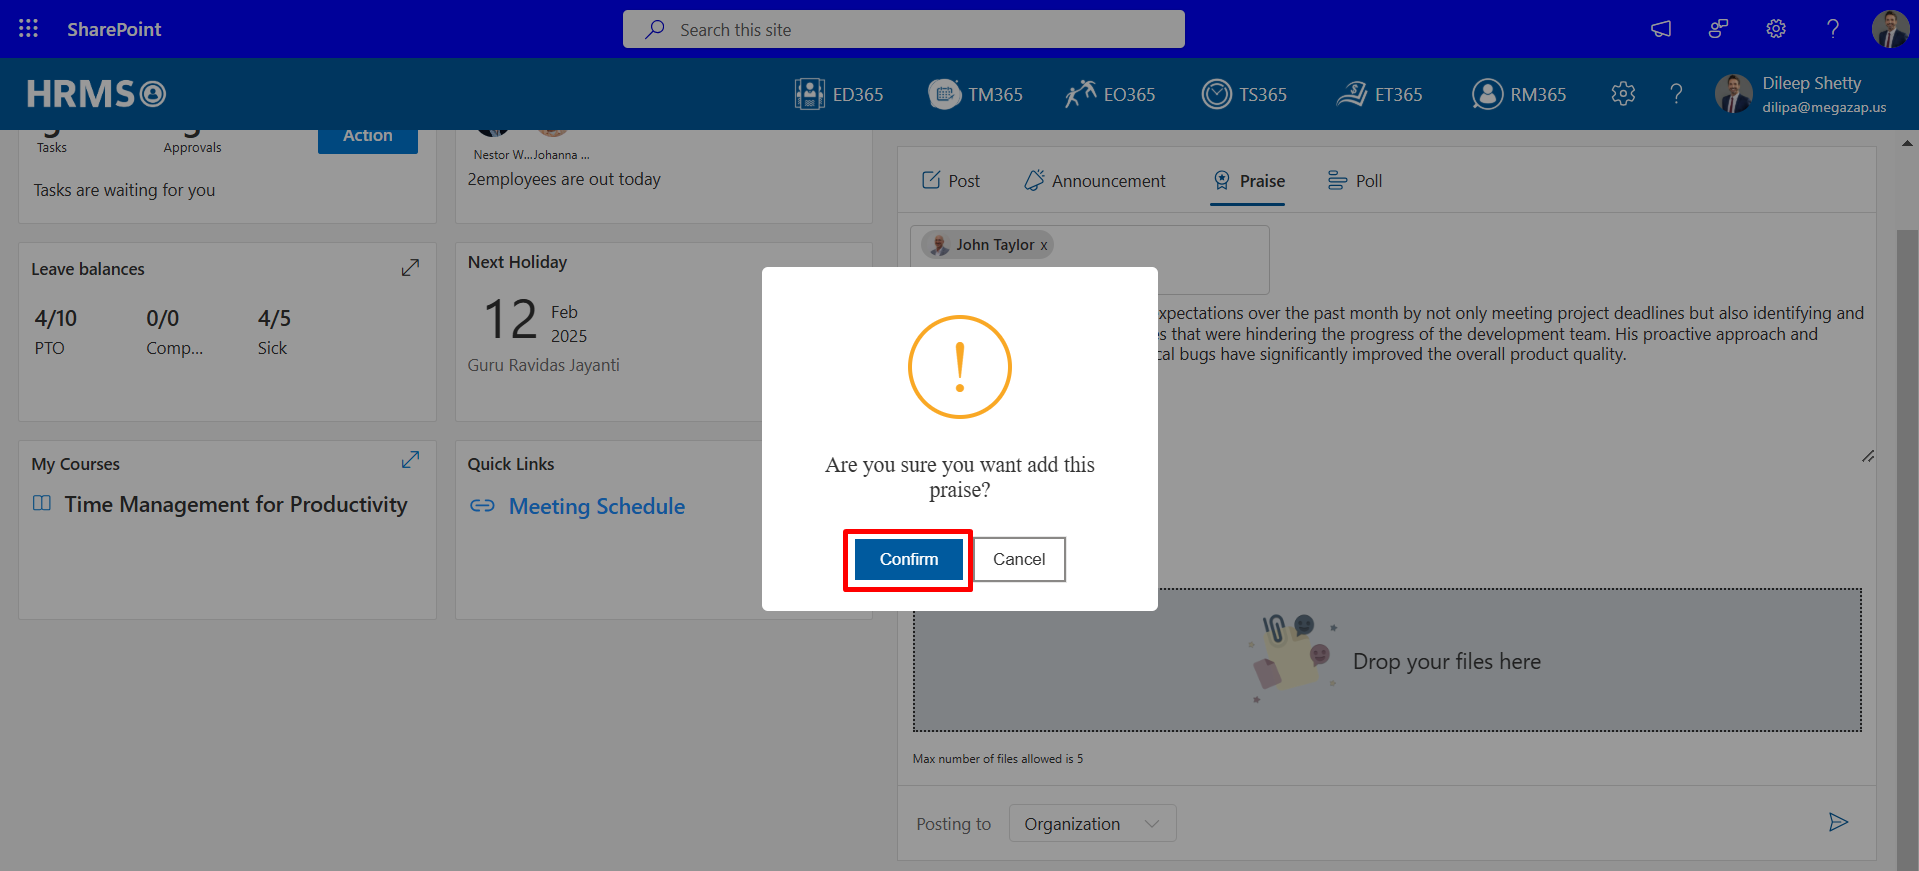 SharePoint
Search this site
HRMS
ED365
TM365
EO365
TS365
ET365
RM365
Dileep Shetty
dilipa@megazap.us
Tasks
Approvals
Action
Tasks are waiting for you
Nestor W...Johanna ...
2employees are out today
Post
Announcement
Praise
Poll
John Taylor x
xpectations over the past month by not only meeting project deadlines but also identifying and
s that were hindering the progress of the development team. His proactive approach and
cal bugs have significantly improved the overall product quality.
Leave balances
4/10
0/0
4/5
PTO
Comp...
Sick
Next Holiday
12
Feb
2025
Guru Ravidas Jayanti
My Courses
Time Management for Productivity
Quick Links
Meeting Schedule
Are you sure you want add this
praise?
Confirm
Cancel
Drop your files here
Max number of files allowed is 5
Posting to
Organization